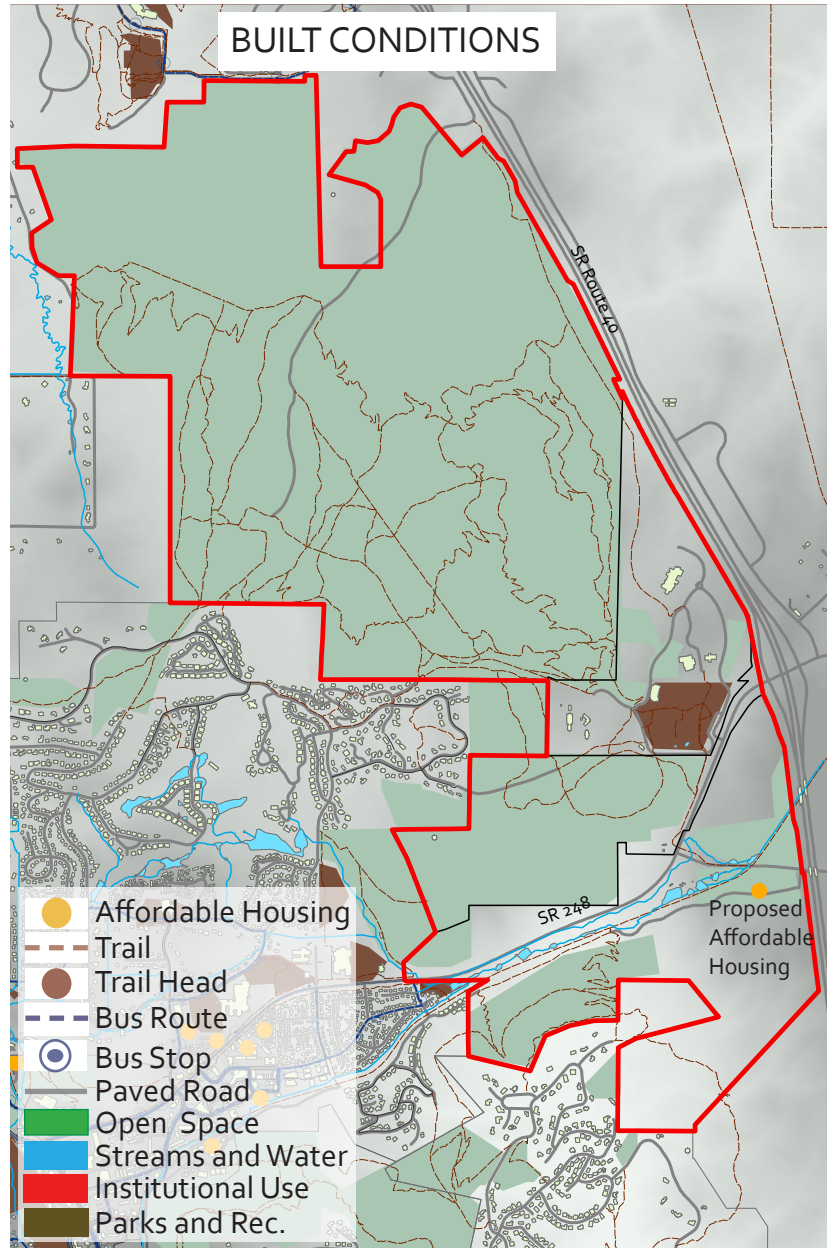 BUILT CONDITIONS
SR Route 40
SR 248
Proposed
Affordable
Housing
Affordable Housing
Trail
Trail Head
Bus Route
Bus Stop
Paved Road
Open Space
Streams and Water
Institutional Use
Parks and Rec.